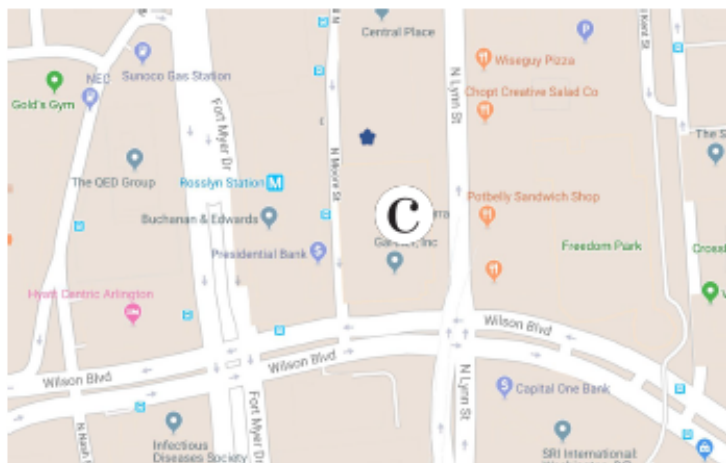 Central Place
P
Wiseguy Pizza
Sunoco Gas Station
NEC
Gold's Gym
Chopt Creative Salad Co
N Lynn St
Fort Myer Dr
N Moore St
The QED Group
Rosslyn Station
M
Potbelly Sandwich Shop
C
Buchanan & Edwards
Presidential Bank
$
Freedom Park
Hyatt Centric Arlington
Wilson Blvd
Wilson Blvd
Wilson Blvd
N Lynn St
$
Capital One Bank
Fort Myer Dr
Infectious
Diseases Society
SRI International: